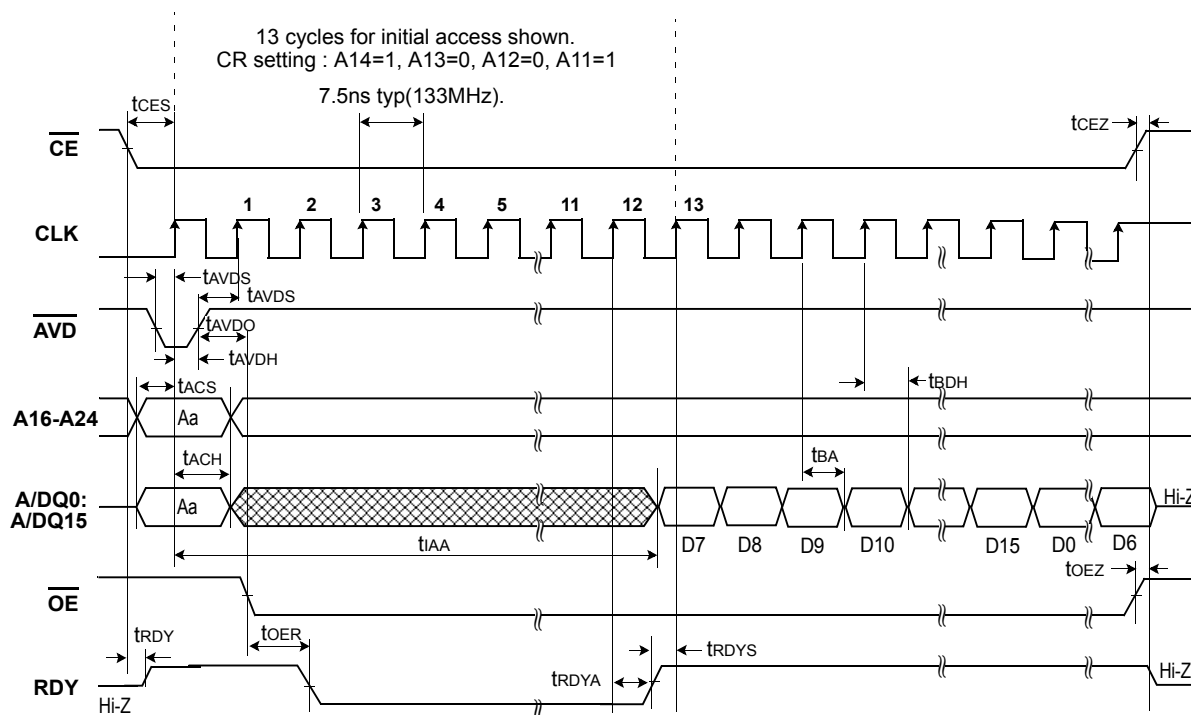 13 cycles for initial access shown.
CR setting : A14=1, A13=0, A12=0, A11=1
7.5ns typ(133MHz).
tCES
tCEZ
CE
1 2 3 4 5 11 12 13
CLK
tAVDS
tAVDS
AVD
tAVDO
tAVDH
tACS
tBDH
A16-A24
Aa
tACH
tBA
A/DQ0:
A/DQ15
Aa
Hi-Z
tIAA
D7 D8 D9 D10 D15 D0 D6
tOEZ
OE
tRDY
tOER
tRDYS
tRDYA
RDY
Hi-Z
Hi-Z